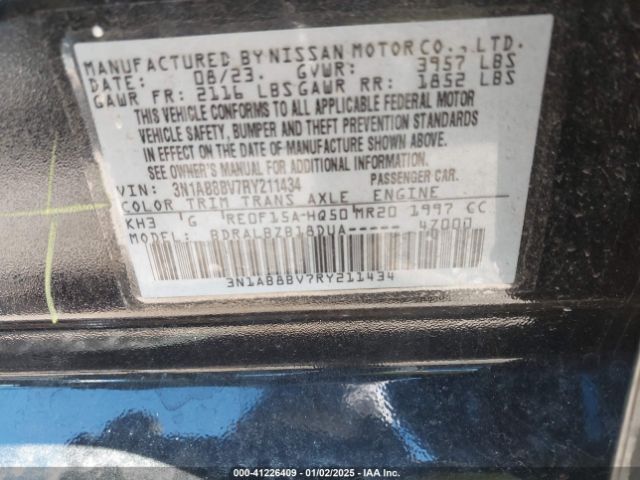 MANUFACTURED BY NISSAN MOTOR CO., LTD.
DATE: 08/23. GVWR: 3957 LBS
GAWR FR: 2116 LBS GAWR RR: 1852 LBS
THIS VEHICLE CONFORMS TO ALL APPLICABLE FEDERAL MOTOR
VEHICLE SAFETY, BUMPER AND THEFT PREVENTION STANDARDS
IN EFFECT ON THE DATE OF MANUFACTURE SHOWN ABOVE.
SEE OWNER'S MANUAL FOR ADDITIONAL INFORMATION
VIN: 3N1AB8BV7RY211434 PASSENGER CAR.
COLOR TRIM TRANS AXLE ENGINE
KH3 G RE0F15A-HQ50 MR20 1997 CC
MODEL: BDRALBZB18DUA----- 47000
3N1AB8BV7RY211434
000-41226409 - 01/02/2025 - IAA Inc.